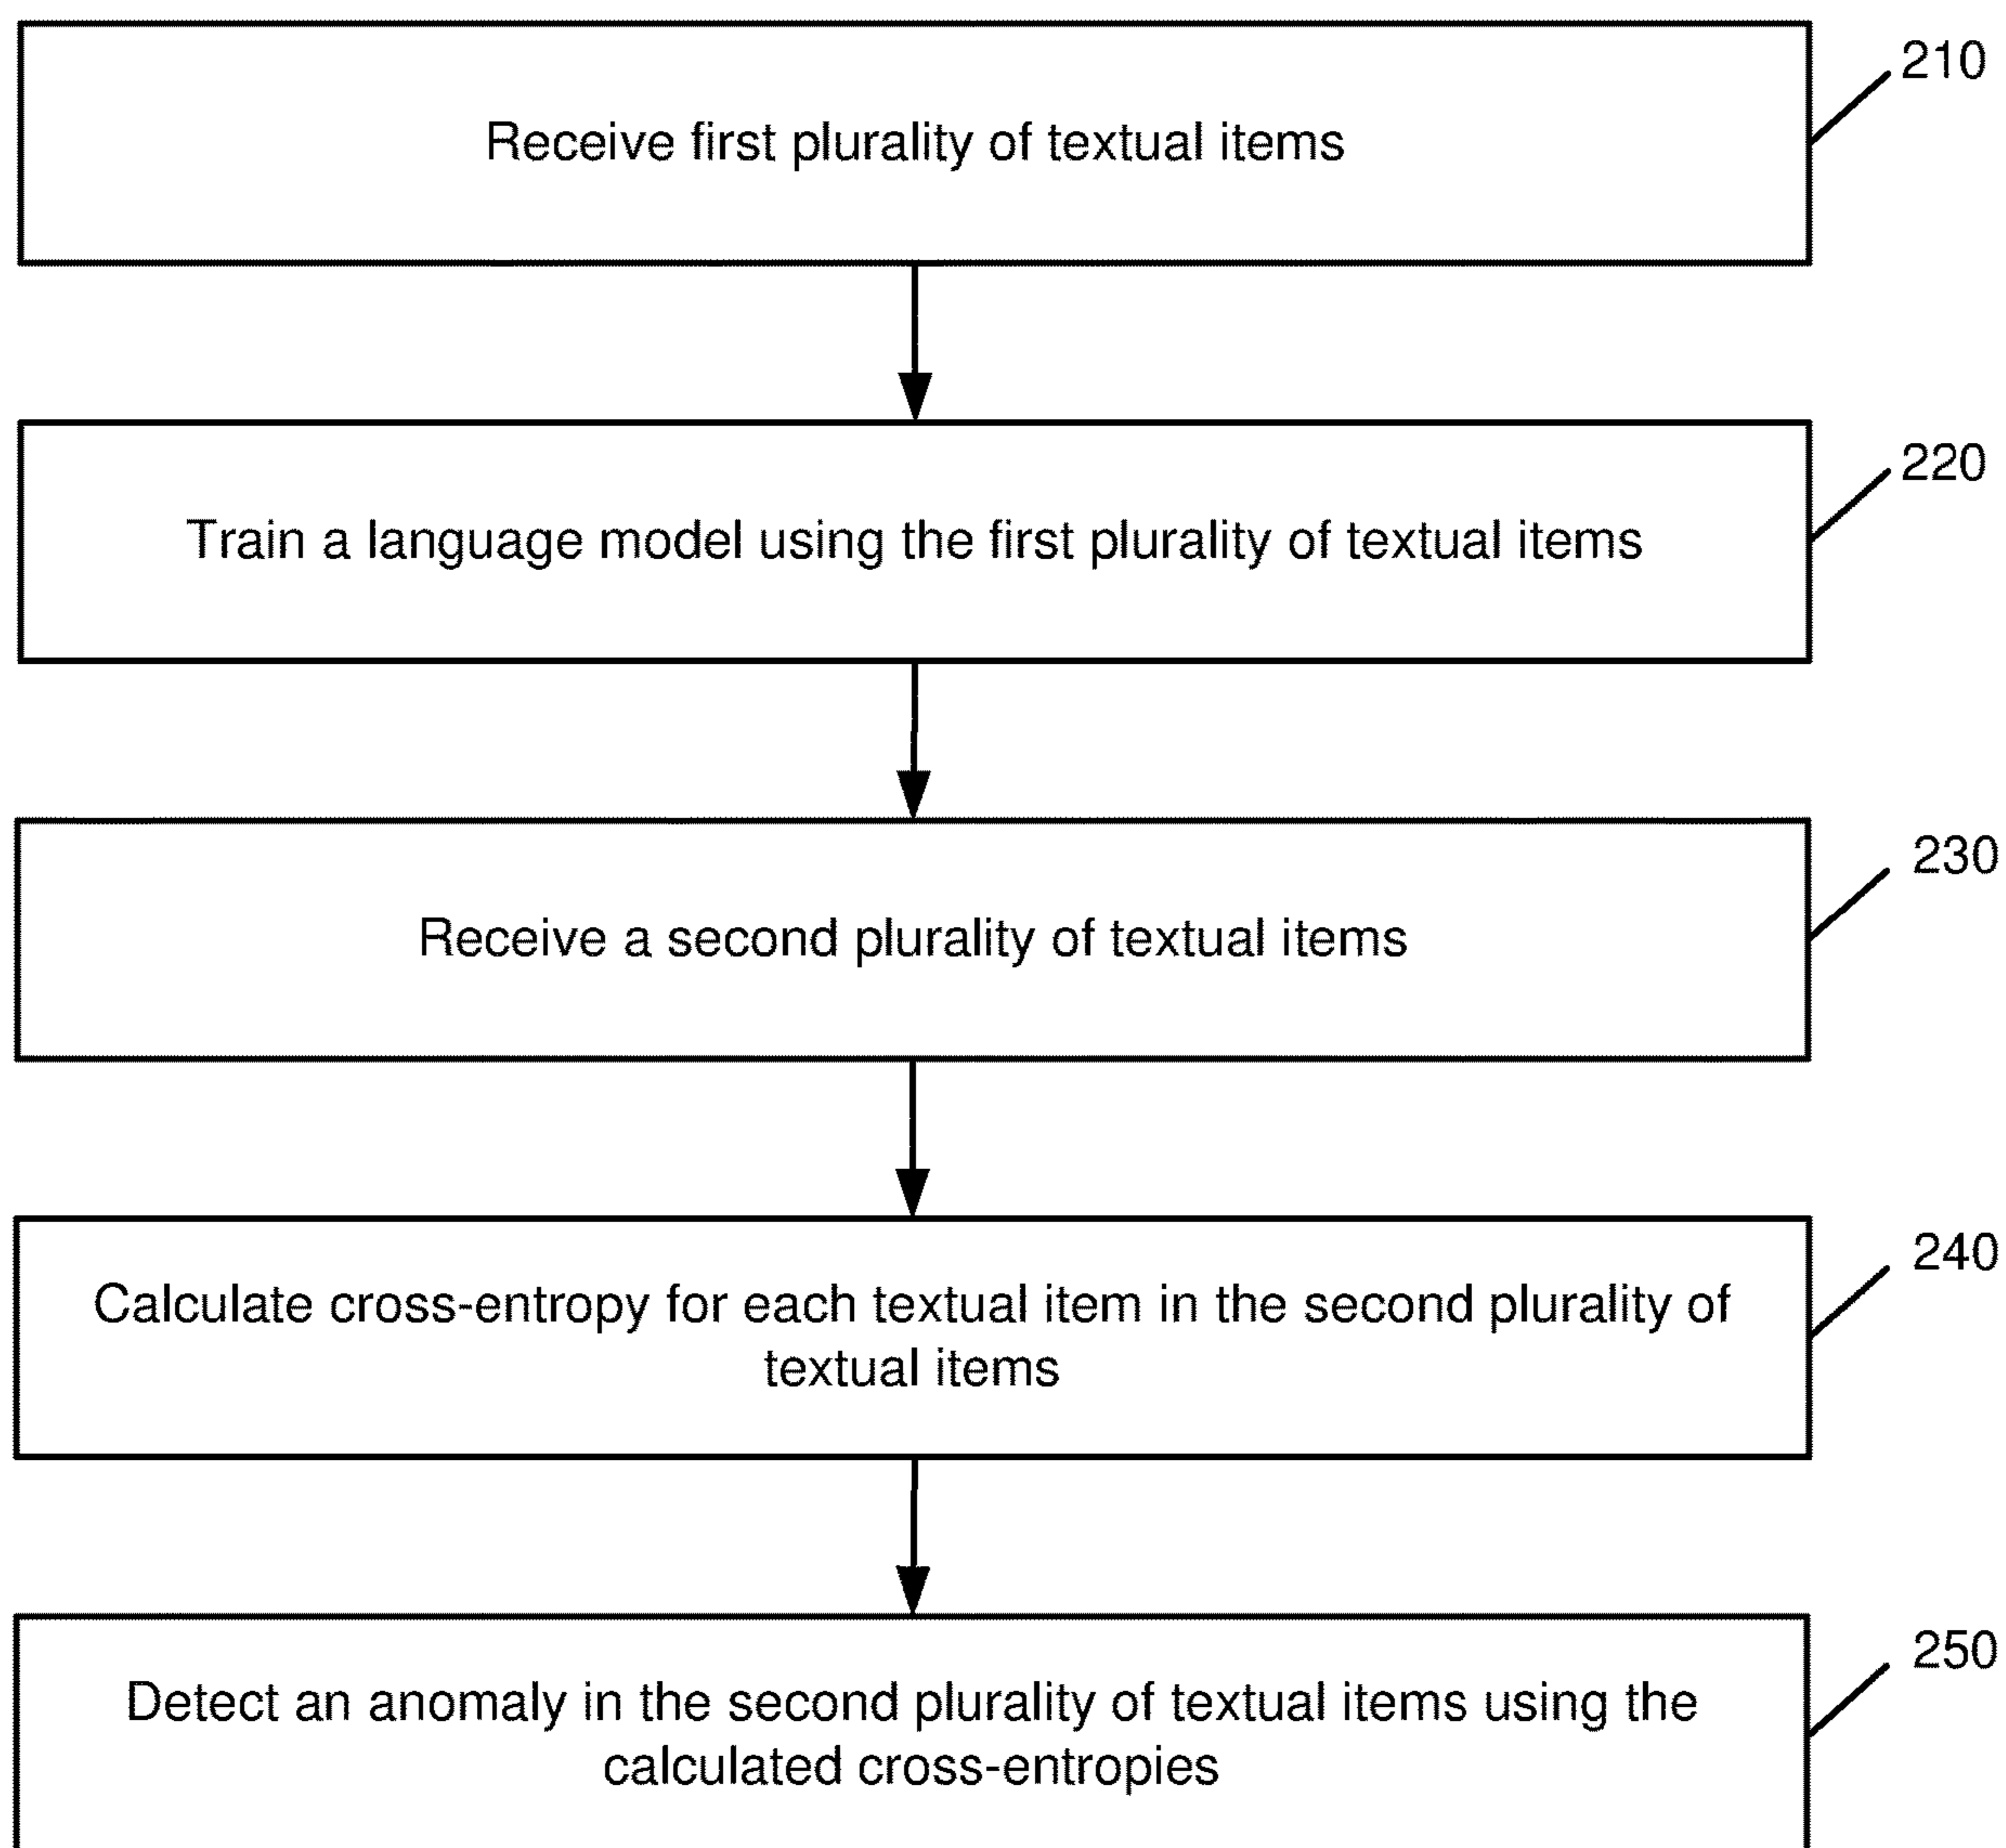 210
Receive first plurality of textual items
220
Train a language model using the first plurality of textual items
230
Receive a second plurality of textual items
240
Calculate cross-entropy for each textual item in the second plurality of
textual items
250
Detect an anomaly in the second plurality of textual items using the
calculated cross-entropies